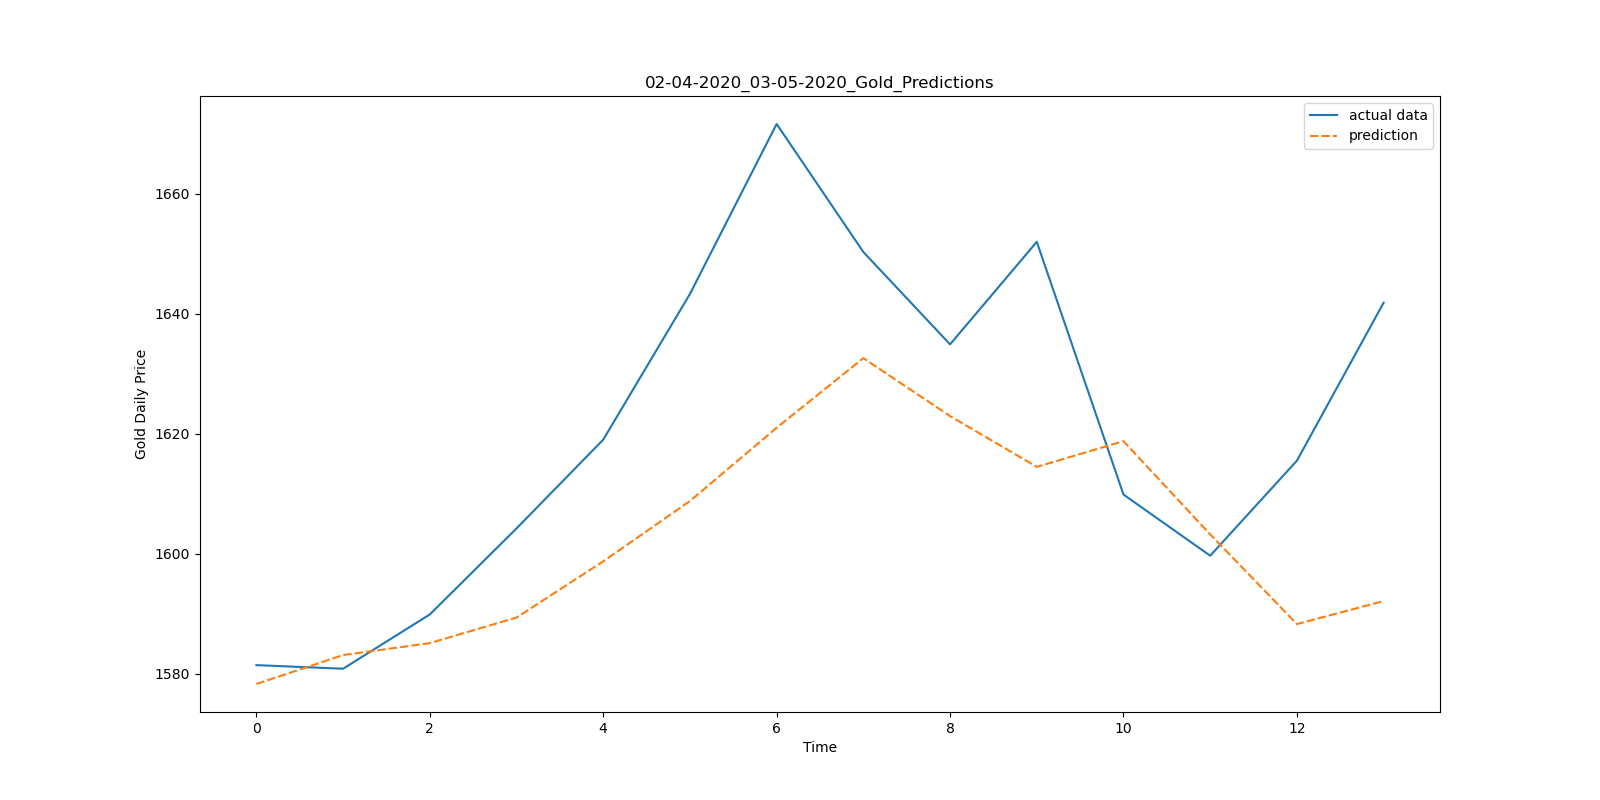 02-04-2020_03-05-2020_Gold_Predictions
actual data
prediction
Gold Daily Price
1660
1640
1620
1600
1580
0 2 4 6 8 10 12
Time